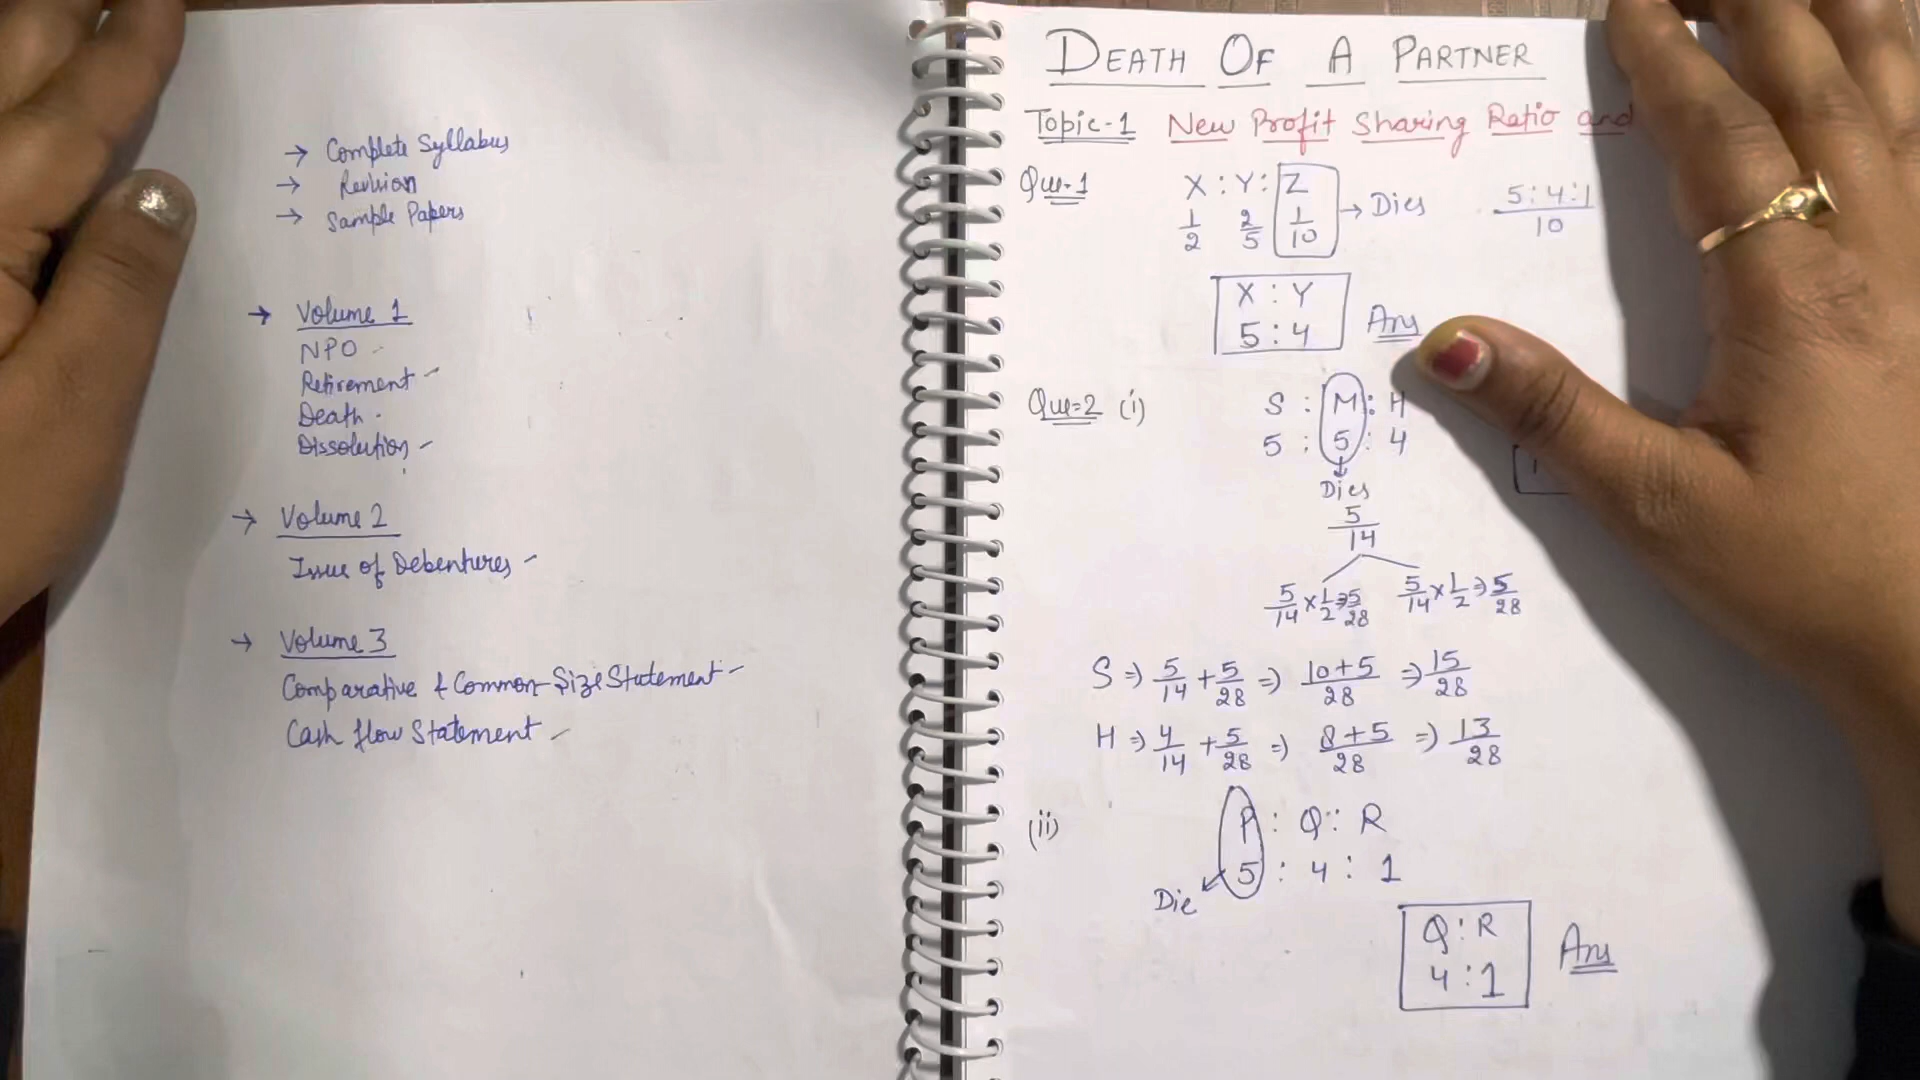 → Complete Syllabus
→ Revision
→ Sample Papers
→ Volume 1
NPO -
Retirement -
Death -
Dissolution -
→ Volume 2
Issue of Debentures -
→ Volume 3
Comparative & Common-Size Statement -
Cash flow Statement -
DEATH OF A PARTNER
Topic-1 New Profit Sharing Ratio and
Que-1 X : Y : Z → Dies 5:4:1/10
1/2 2/5 1/10
X : Y
5 : 4 Ans
Que=2 (i) S : M : H
5 : 5 : 4
Dies
5/14
5/14 × 1/2 ⇒ 5/28 5/14 × 1/2 ⇒ 5/28
S ⇒ 5/14 + 5/28 ⇒ 10+5/28 ⇒ 15/28
H ⇒ 4/14 + 5/28 ⇒ 8+5/28 ⇒ 13/28
(ii) P : Q : R
5 : 4 : 1
Die
Q : R
4 : 1 Ans